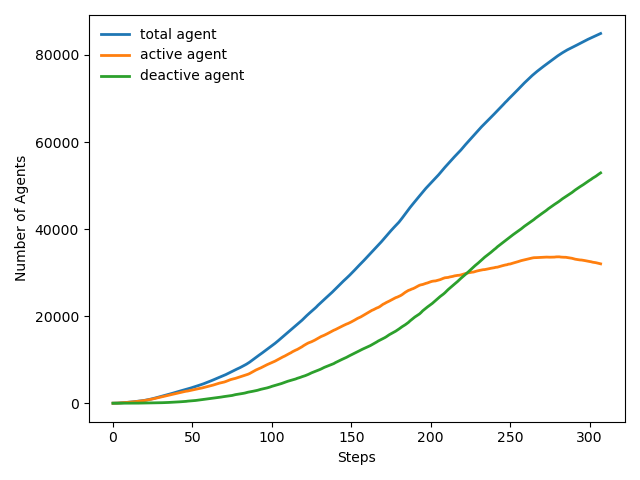 total agent
active agent
deactive agent
80000
60000
40000
20000
0
Number of Agents
0 50 100 150 200 250 300
Steps